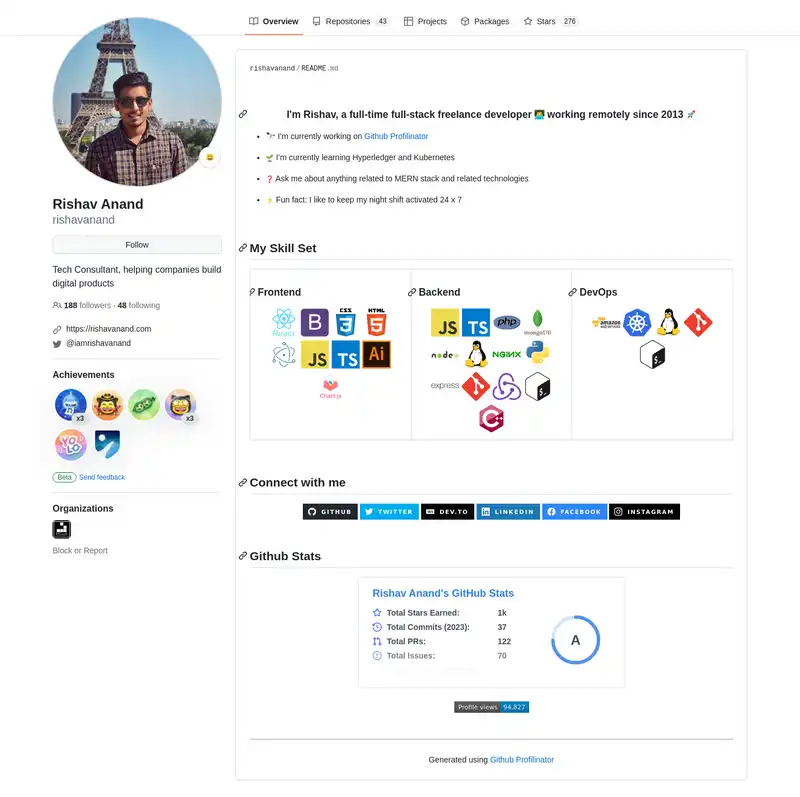 Overview
Repositories 43
Projects
Packages
Stars 276
rishavanand/README.md
I'm Rishav, a full-time full-stack freelance developer 👨‍💻 working remotely since 2013 🚀
🔭 I'm currently working on Github Profilinator
🌱 I'm currently learning Hyperledger and Kubernetes
❓ Ask me about anything related to MERN stack and related technologies
⚡ Fun fact: I like to keep my night shift activated 24 x 7
Rishav Anand
rishavanand
Follow
Tech Consultant, helping companies build
digital products
188 followers · 48 following
https://rishavanand.com
@iamrishavanand
Achievements
x3
x3
YOLO
Beta Send feedback
Organizations
Block or Report
My Skill Set
Frontend
React
B
CSS
3
HTML
5
JS
TS
Ai
Chart.js
Backend
JS
TS
php
mongoDB
node
NGINX
express
DevOps
amazon
Connect with me
GITHUB
TWITTER
DEV.TO
LINKEDIN
FACEBOOK
INSTAGRAM
Github Stats
Rishav Anand's GitHub Stats
Total Stars Earned: 1k
Total Commits (2023): 37
Total PRs: 122
Total Issues: 70
A
Profile views 94,827
Generated using Github Profilinator